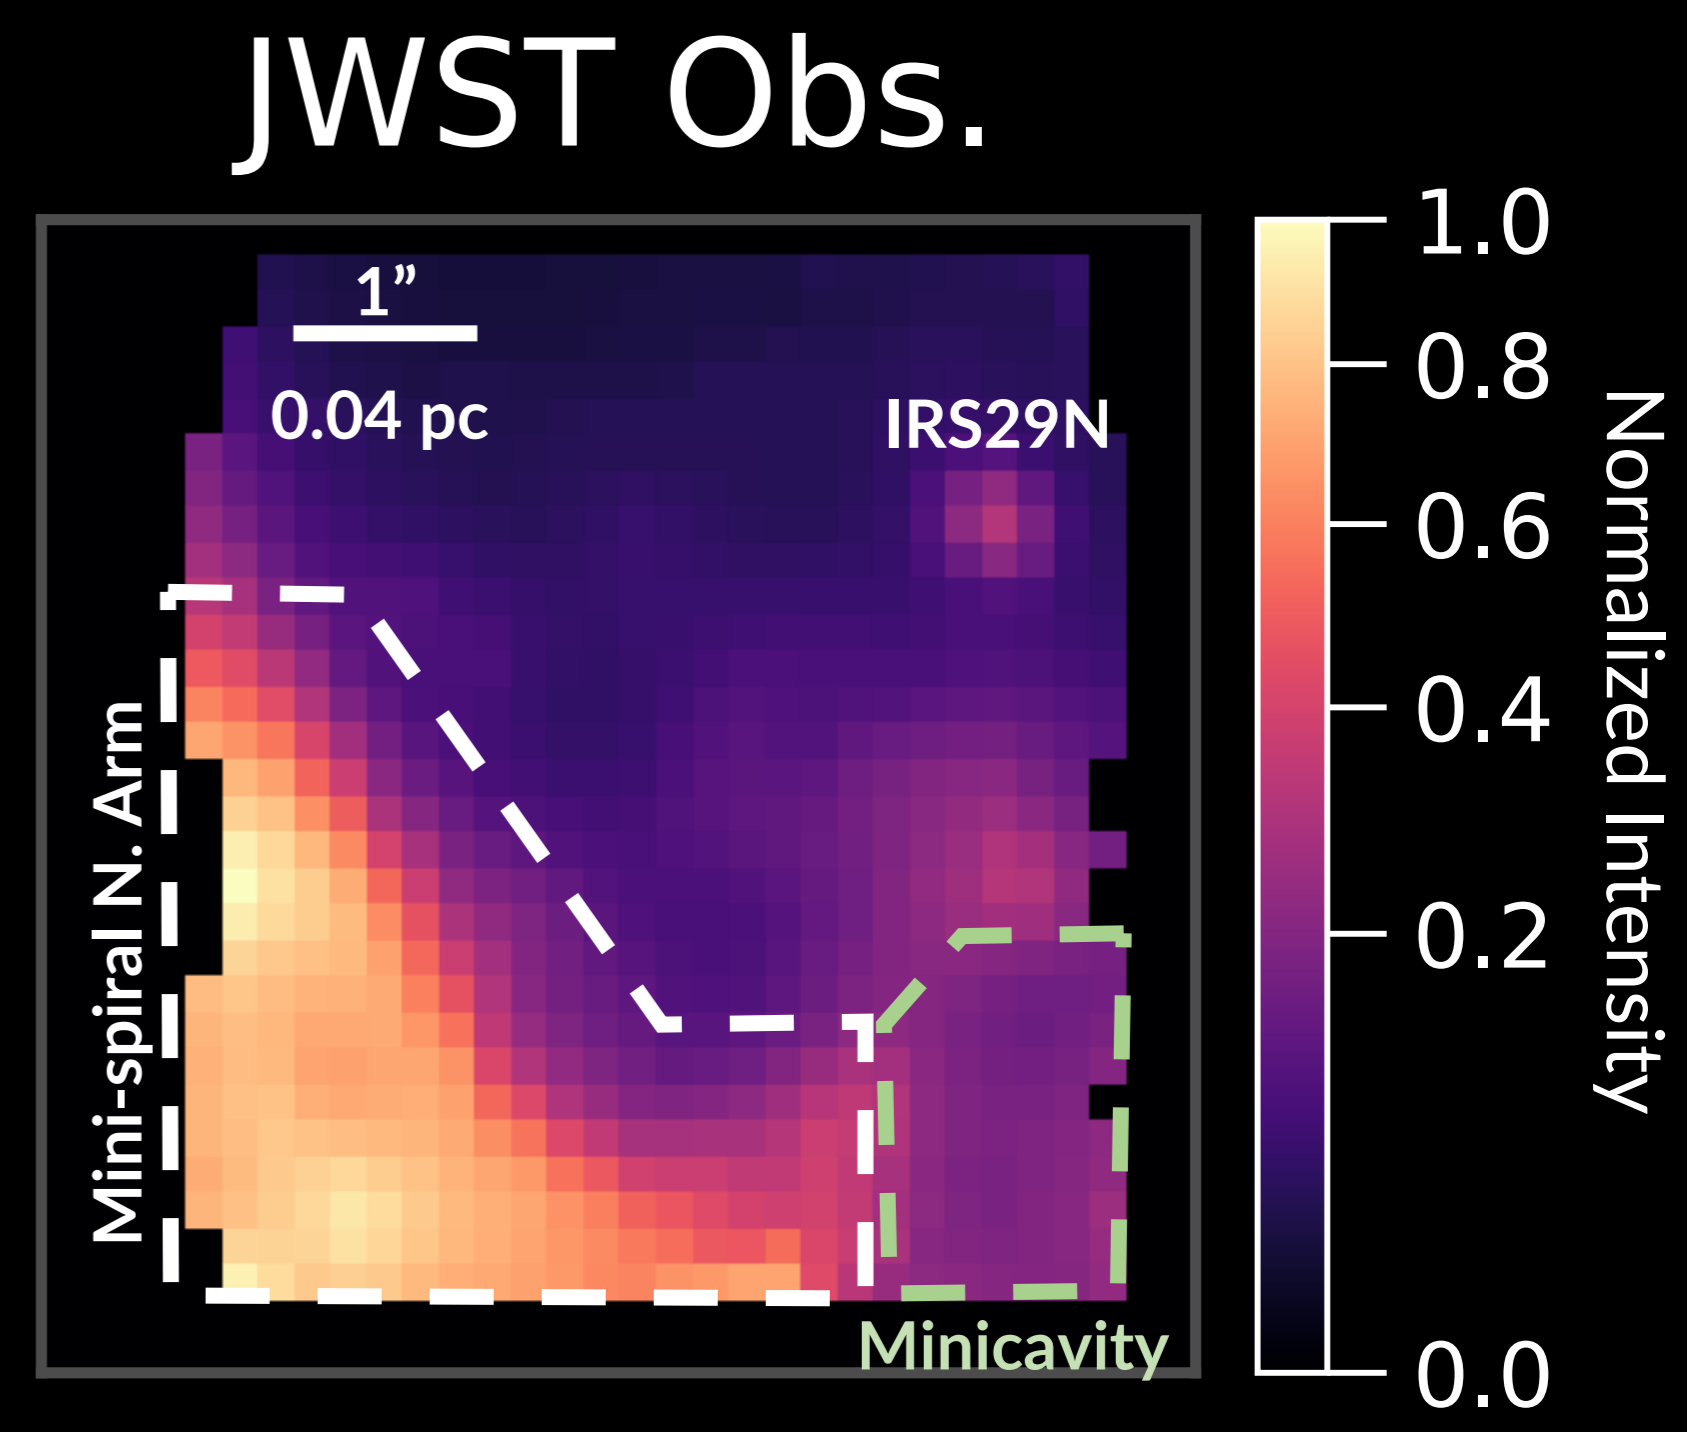 JWST Obs.
1”
0.04 pc
IRS29N
Mini-spiral N. Arm
Minicavity
1.0
0.8
0.6
0.4
0.2
0.0
Normalized Intensity